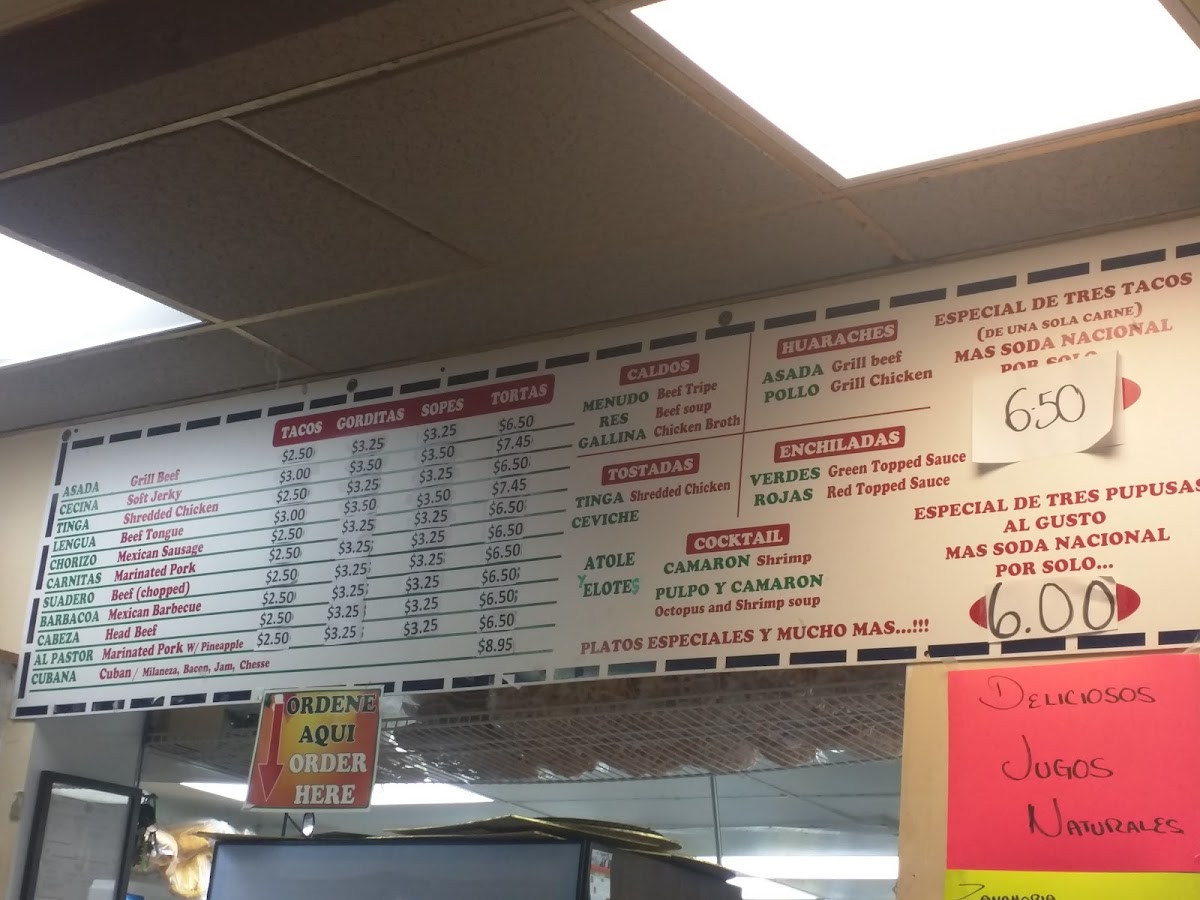 TACOS GORDITAS SOPES TORTAS
ASADA Grill Beef $2.50 $3.25 $3.25 $6.50
CECINA Soft Jerky $3.00 $3.50 $3.50 $7.45
TINGA Shredded Chicken $2.50 $3.25 $3.25 $6.50
LENGUA Beef Tongue $3.00 $3.50 $3.50 $7.45
CHORIZO Mexican Sausage $2.50 $3.25 $3.25 $6.50
CARNITAS Marinated Pork $2.50 $3.25 $3.25 $6.50
SUADERO Beef (chopped) $2.50 $3.25 $3.25 $6.50
BARBACOA Mexican Barbecue $2.50 $3.25 $3.25 $6.50
CABEZA Head Beef $2.50 $3.25 $3.25 $6.50
AL PASTOR Marinated Pork W/ Pineapple $2.50 $3.25 $3.25 $6.50
CUBANA Cuban / Milaneza, Bacon, Jam, Chesse $8.95
CALDOS
MENUDO Beef Tripe
RES Beef soup
GALLINA Chicken Broth
TOSTADAS
TINGA Shredded Chicken
CEVICHE
ATOLE
YELOTES
HUARACHES
ASADA Grill beef
POLLO Grill Chicken
ENCHILADAS
VERDES Green Topped Sauce
ROJAS Red Topped Sauce
COCKTAIL
CAMARON Shrimp
PULPO Y CAMARON
Octopus and Shrimp soup
PLATOS ESPECIALES Y MUCHO MAS...!!!
ESPECIAL DE TRES TACOS
(DE UNA SOLA CARNE)
MAS SODA NACIONAL
POR SOLO
6.50
ESPECIAL DE TRES PUPUSAS
AL GUSTO
MAS SODA NACIONAL
POR SOLO...
6.00
ORDENE
AQUI
ORDER
HERE
DELICIOSOS
JUGOS
NATURALES
ZANAHORIA